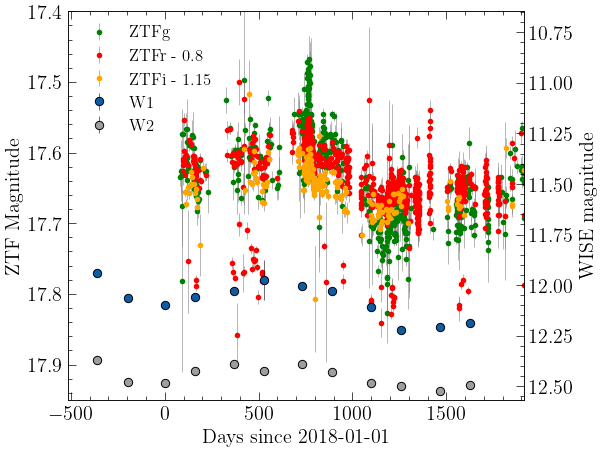 ZTFg
ZTFr - 0.8
ZTFi - 1.15
W1
W2
17.4
17.5
17.6
17.7
17.8
17.9
ZTF Magnitude
10.75
11.00
11.25
11.50
11.75
12.00
12.25
12.50
WISE magnitude
−500
0
500
1000
1500
Days since 2018-01-01